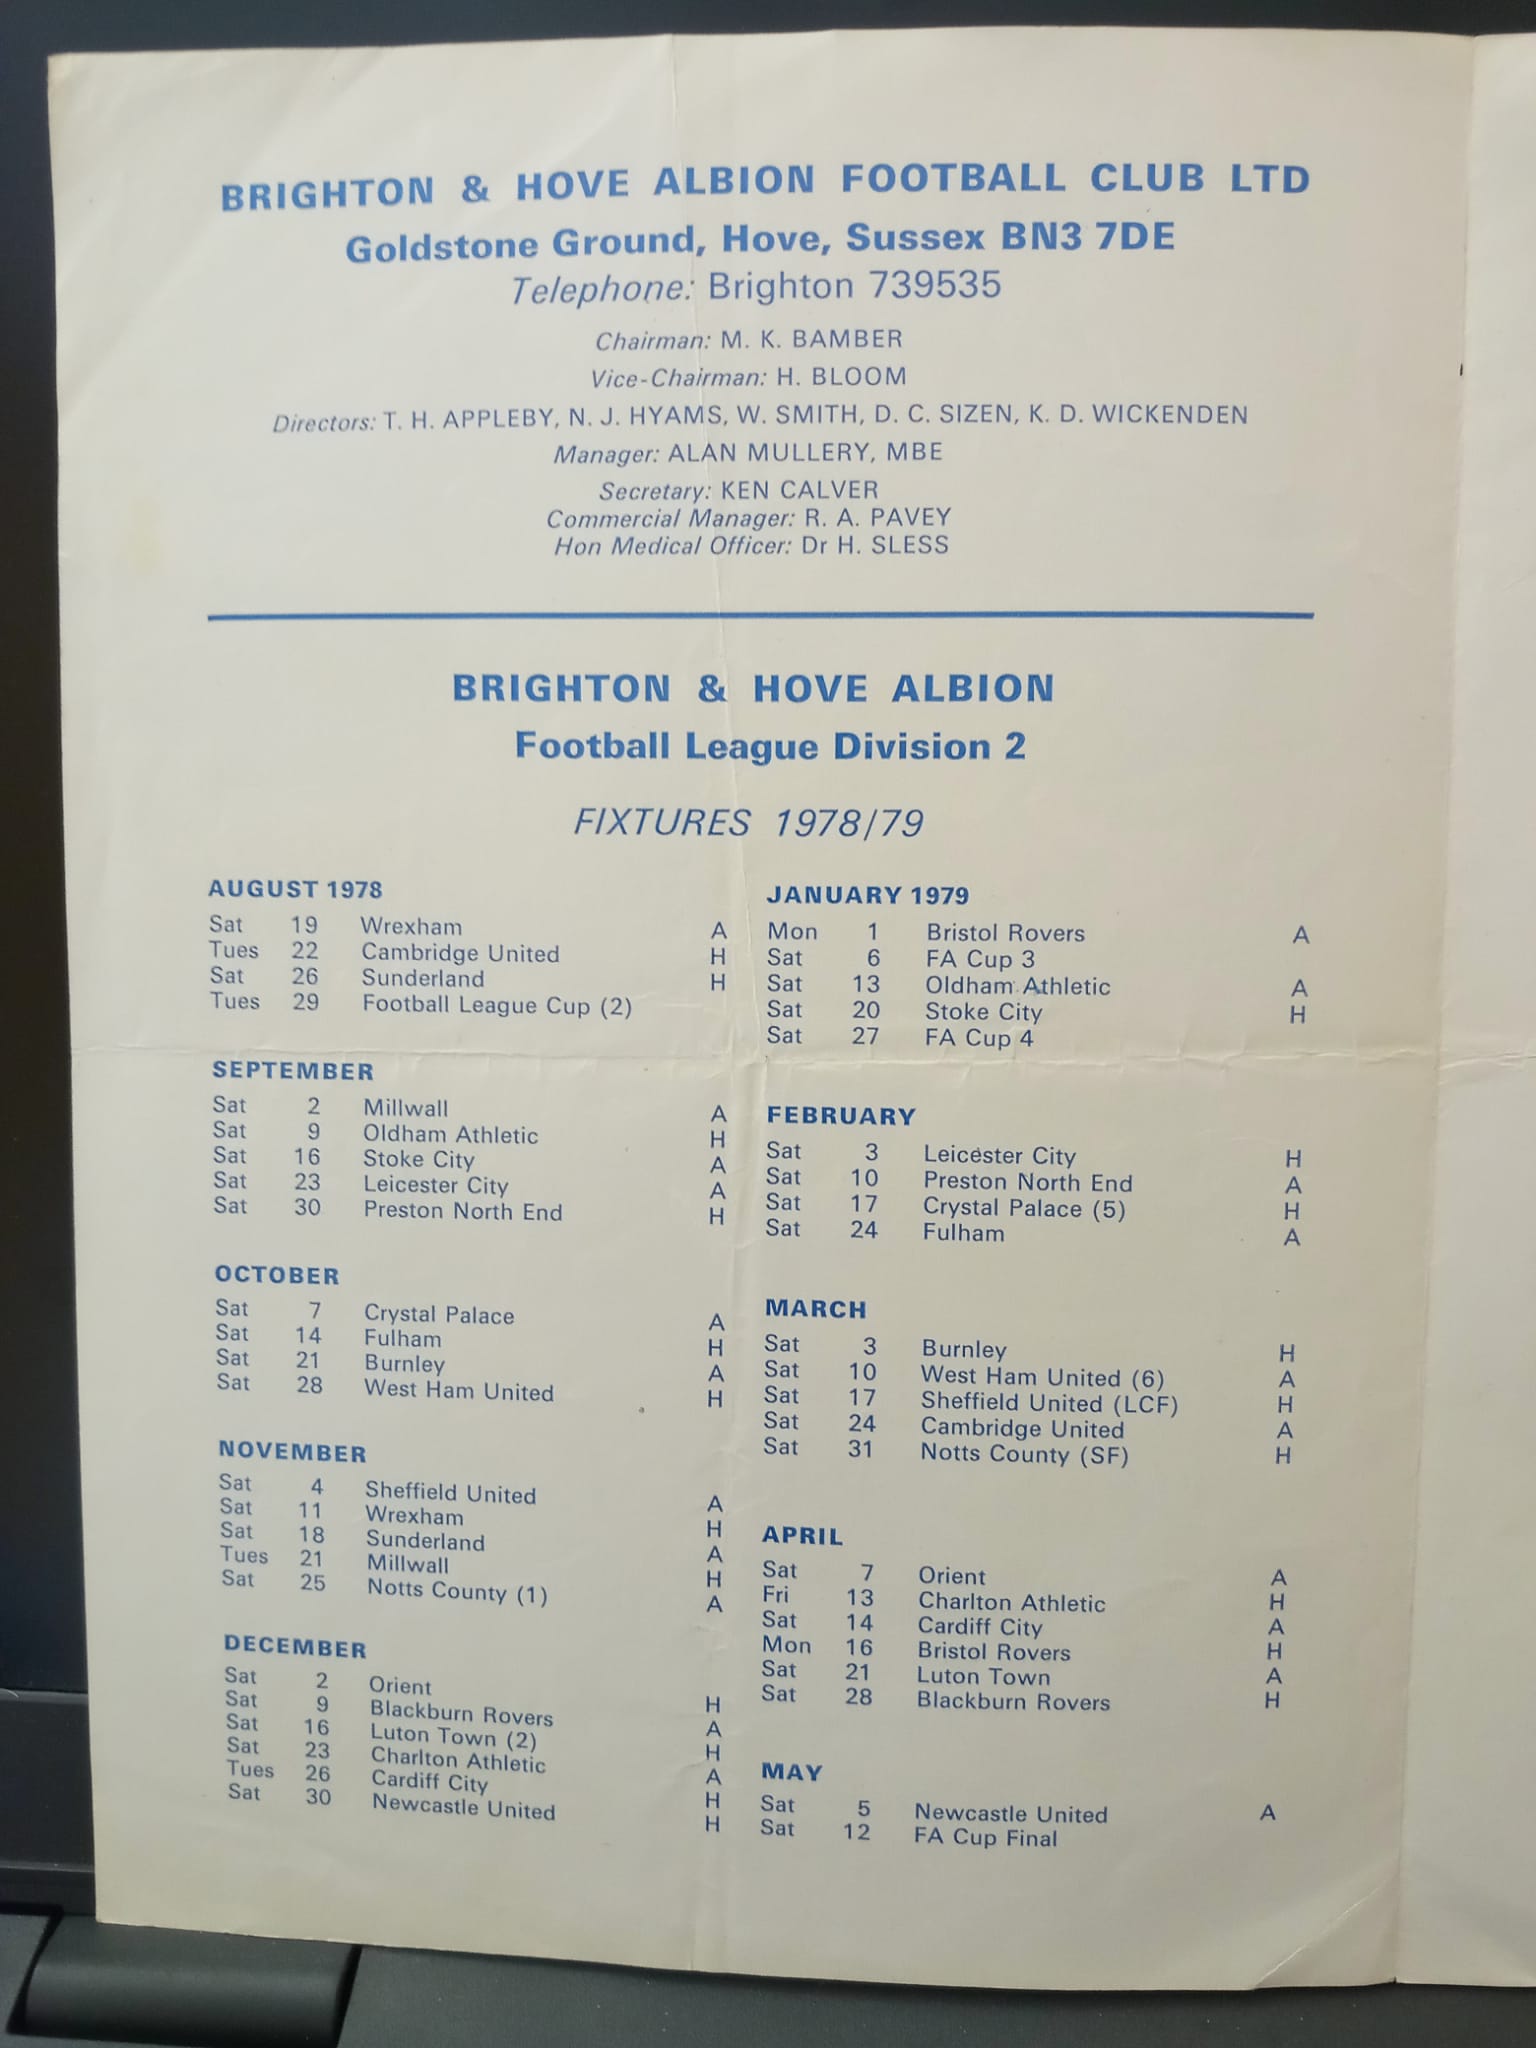 BRIGHTON & HOVE ALBION FOOTBALL CLUB LTD
Goldstone Ground, Hove, Sussex BN3 7DE
Telephone: Brighton 739535
Chairman: M. K. BAMBER
Vice-Chairman: H. BLOOM
Directors: T. H. APPLEBY, N. J. HYAMS, W. SMITH, D. C. SIZEN, K. D. WICKENDEN
Manager: ALAN MULLERY, MBE
Secretary: KEN CALVER
Commercial Manager: R. A. PAVEY
Hon Medical Officer: Dr H. SLESS
BRIGHTON & HOVE ALBION
Football League Division 2
FIXTURES 1978/79
AUGUST 1978
Sat 19 Wrexham A
Tues 22 Cambridge United H
Sat 26 Sunderland H
Tues 29 Football League Cup (2)
SEPTEMBER
Sat 2 Millwall A
Sat 9 Oldham Athletic H
Sat 16 Stoke City A
Sat 23 Leicester City A
Sat 30 Preston North End H
OCTOBER
Sat 7 Crystal Palace A
Sat 14 Fulham H
Sat 21 Burnley A
Sat 28 West Ham United H
NOVEMBER
Sat 4 Sheffield United A
Sat 11 Wrexham H
Sat 18 Sunderland A
Tues 21 Millwall H
Sat 25 Notts County (1) A
DECEMBER
Sat 2 Orient H
Sat 9 Blackburn Rovers A
Sat 16 Luton Town (2) H
Sat 23 Charlton Athletic A
Tues 26 Cardiff City H
Sat 30 Newcastle United H
JANUARY 1979
Mon 1 Bristol Rovers A
Sat 6 FA Cup 3
Sat 13 Oldham Athletic A
Sat 20 Stoke City H
Sat 27 FA Cup 4
FEBRUARY
Sat 3 Leicester City H
Sat 10 Preston North End A
Sat 17 Crystal Palace (5) H
Sat 24 Fulham A
MARCH
Sat 3 Burnley H
Sat 10 West Ham United (6) A
Sat 17 Sheffield United (LCF) H
Sat 24 Cambridge United A
Sat 31 Notts County (SF) H
APRIL
Sat 7 Orient A
Fri 13 Charlton Athletic H
Sat 14 Cardiff City A
Mon 16 Bristol Rovers H
Sat 21 Luton Town A
Sat 28 Blackburn Rovers H
MAY
Sat 5 Newcastle United A
Sat 12 FA Cup Final